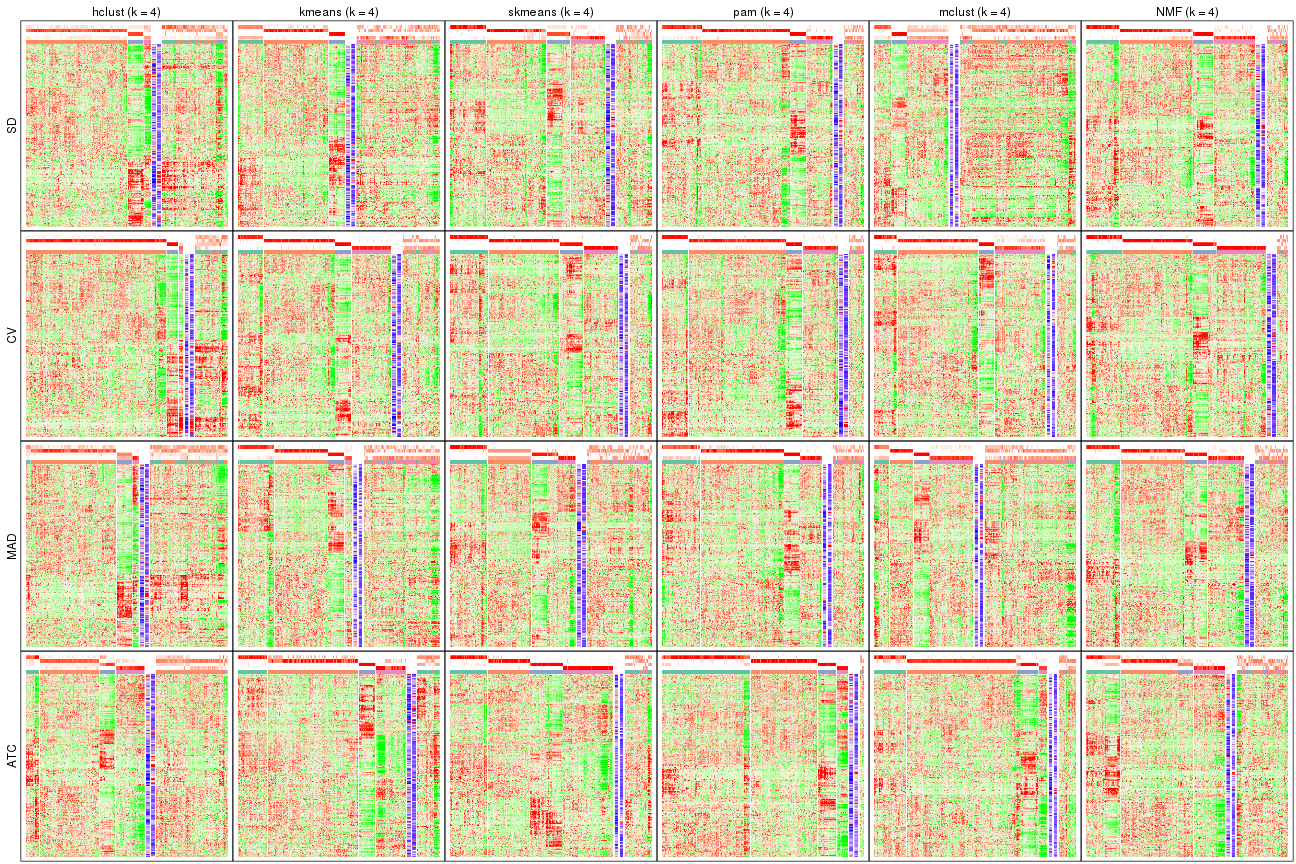 hclust (k = 4) kmeans (k = 4) skmeans (k = 4) pam (k = 4) mclust (k = 4) NMF (k = 4)
SD
CV
MAD
ATC